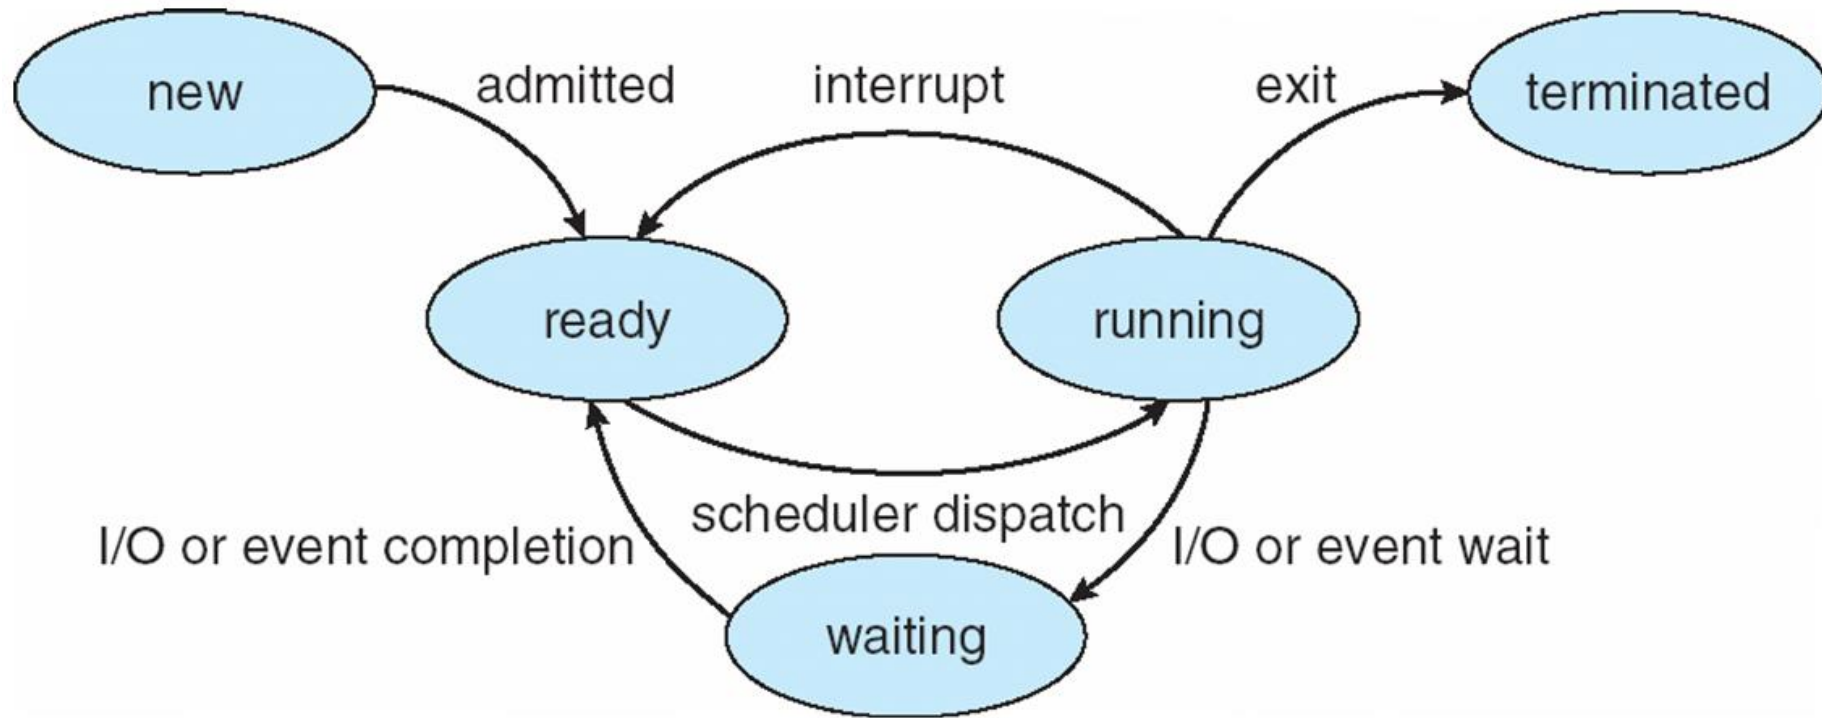 new
admitted
interrupt
exit
terminated
ready
running
scheduler dispatch
I/O or event completion
I/O or event wait
waiting